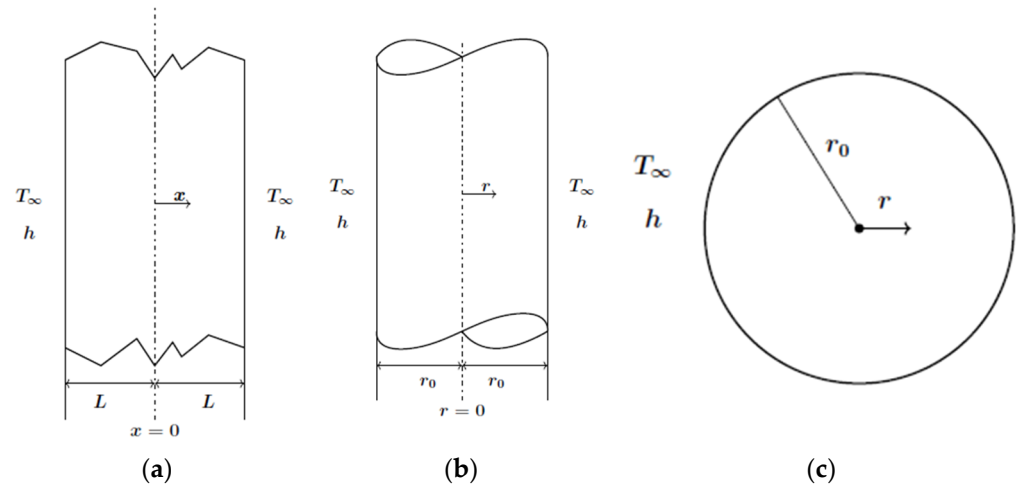 T∞
h
x
T∞
h
L
L
x = 0
(a)
T∞
h
r
T∞
h
r₀
r₀
r = 0
(b)
T∞
h
r₀
r
(c)